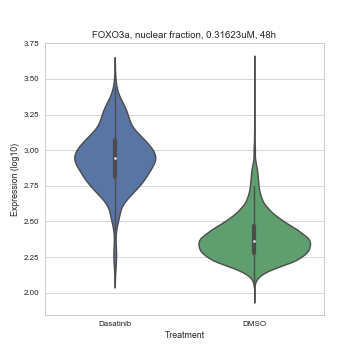 FOXO3a, nuclear fraction, 0.31623uM, 48h
3.75
3.50
3.25
3.00
2.75
2.50
2.25
2.00
Expression (log10)
Dasatinib DMSO
Treatment